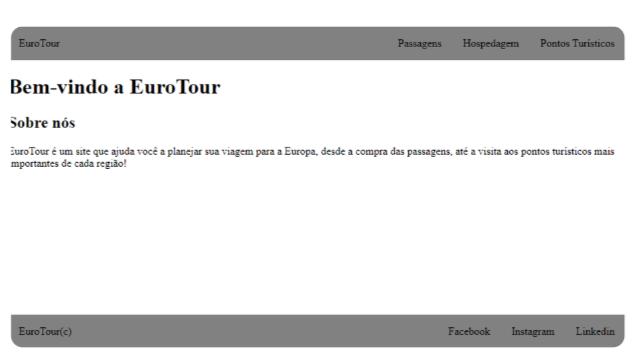 EuroTour Passagens Hospedagem Pontos Turísticos
Bem-vindo a EuroTour
Sobre nós
EuroTour é um site que ajuda você a planejar sua viagem para a Europa, desde a compra das passagens, até a visita aos pontos turísticos mais
importantes de cada região!
EuroTour(c) Facebook Instagram Linkedin